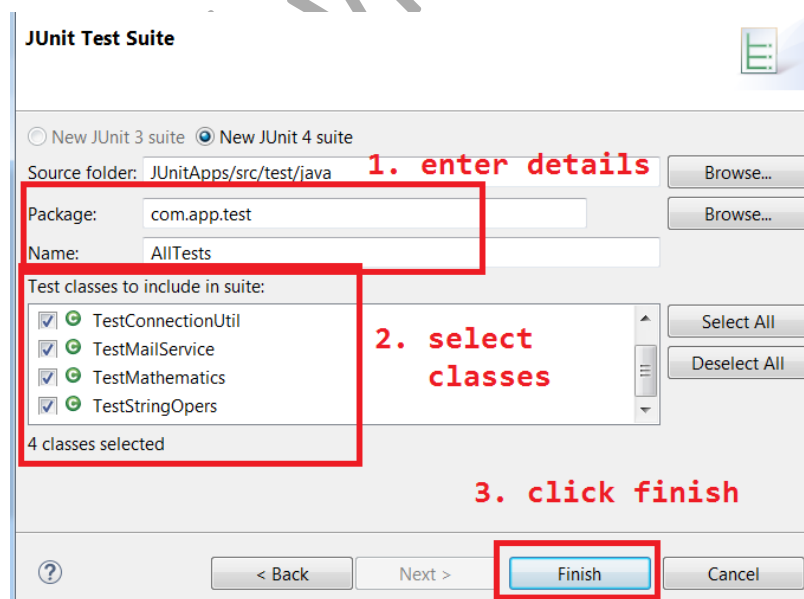 JUnit Test Suite
New JUnit 3 suite New JUnit 4 suite
Source folder: JUnitApps/src/test/java 1. enter details Browse...
Package: com.app.test Browse...
Name: AllTests
Test classes to include in suite:
TestConnectionUtil Select All
TestMailService 2. select
TestMathematics classes Deselect All
TestStringOpers
4 classes selected
3. click finish
< Back Next > Finish Cancel